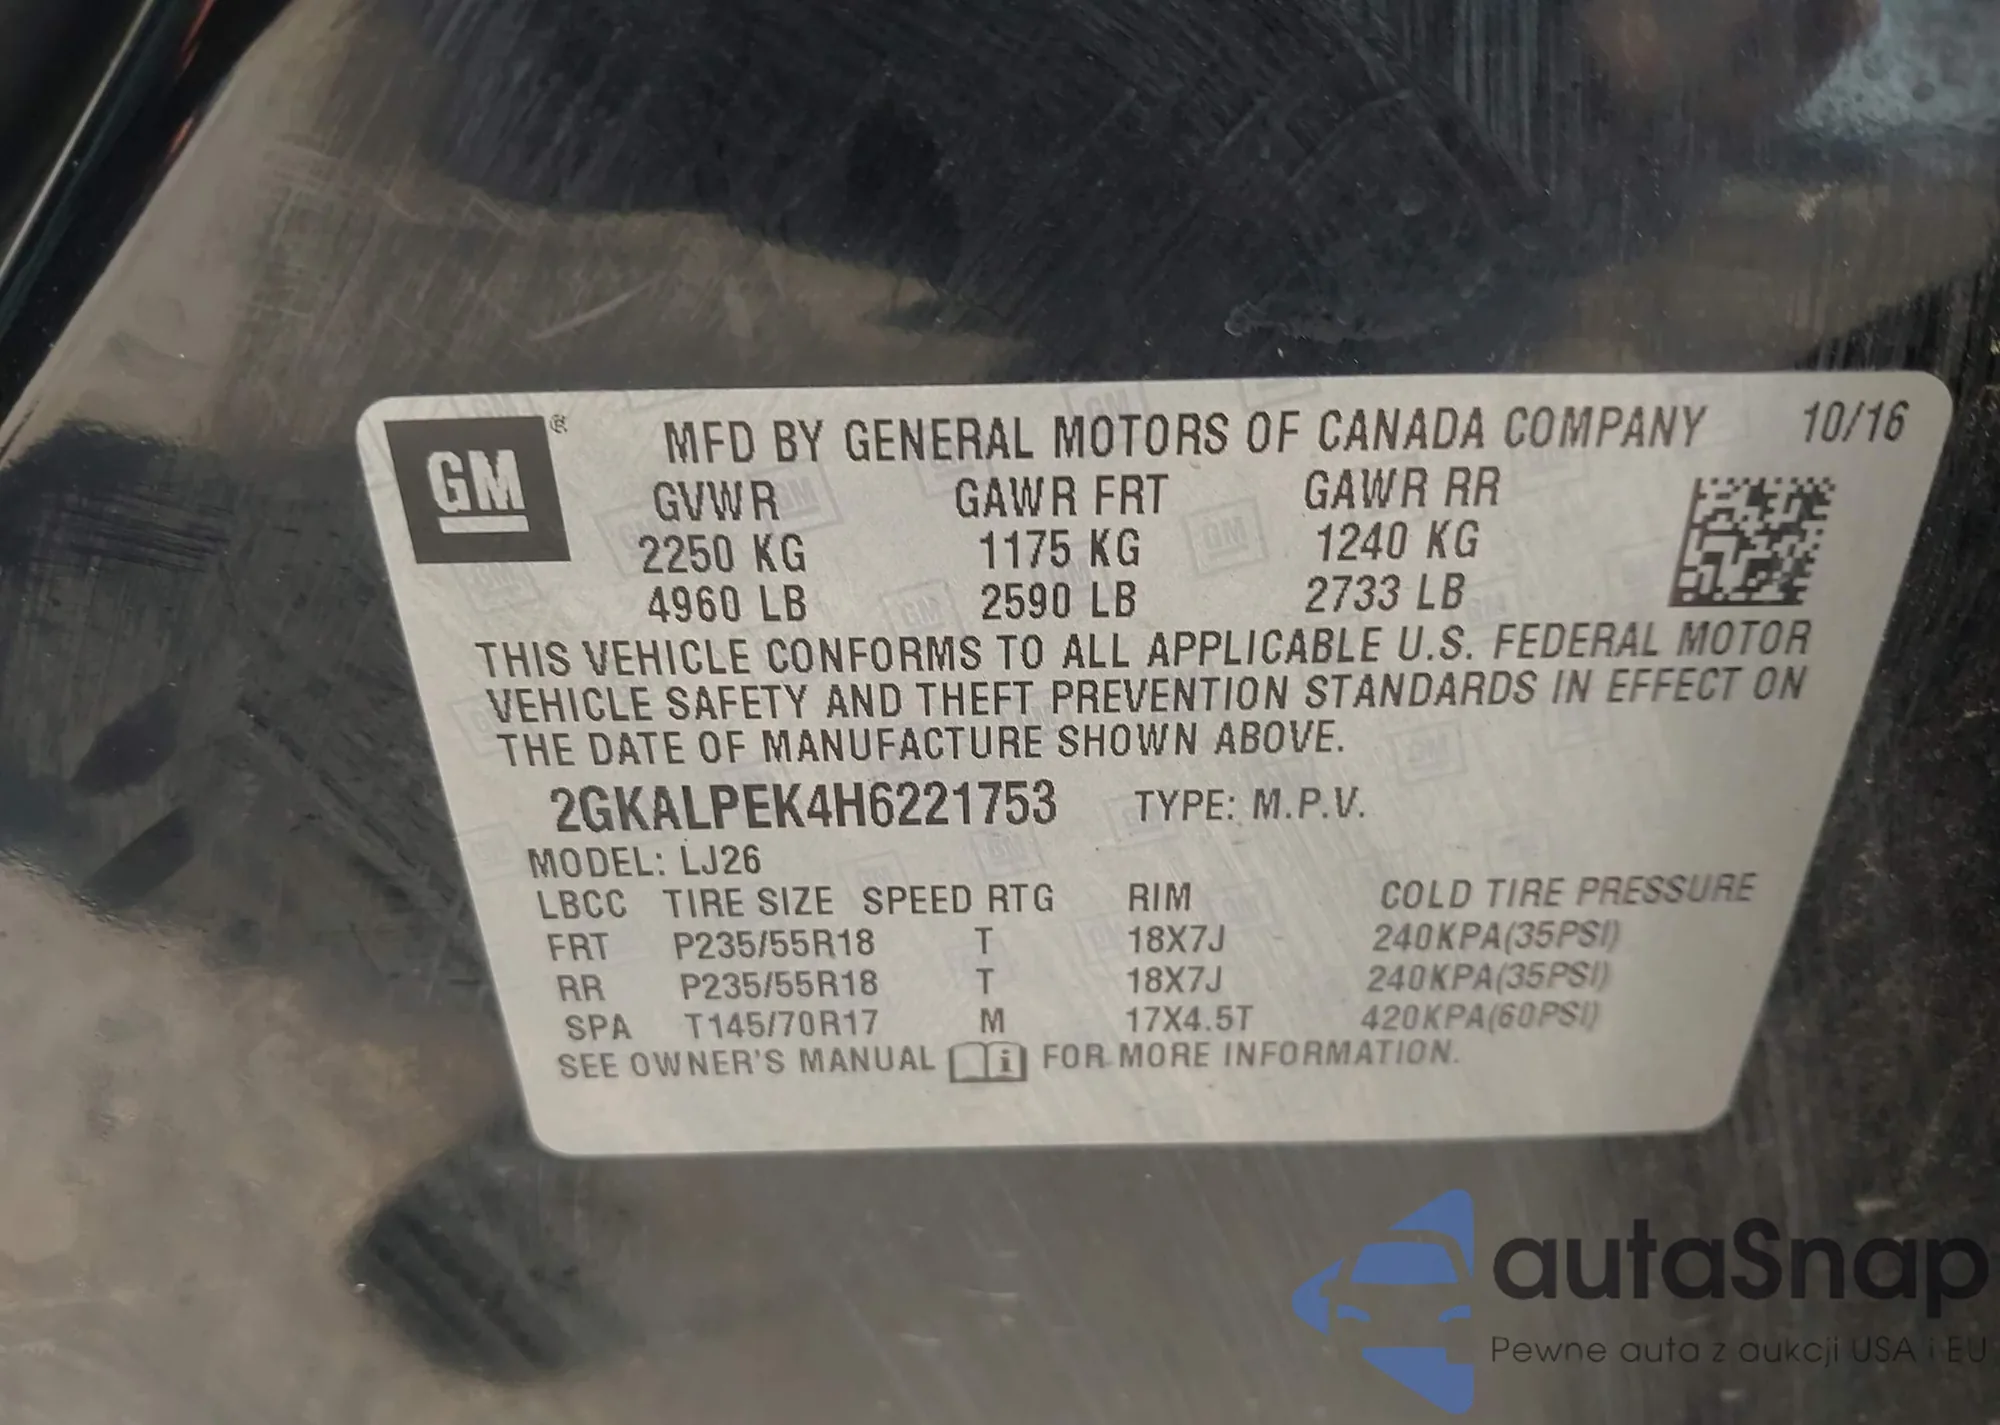 GM ® MFD BY GENERAL MOTORS OF CANADA COMPANY 10/16
GVWR GAWR FRT GAWR RR
2250 KG 1175 KG 1240 KG
4960 LB 2590 LB 2733 LB
THIS VEHICLE CONFORMS TO ALL APPLICABLE U.S. FEDERAL MOTOR
VEHICLE SAFETY AND THEFT PREVENTION STANDARDS IN EFFECT ON
THE DATE OF MANUFACTURE SHOWN ABOVE.
2GKALPEK4H6221753 TYPE: M.P.V.
MODEL: LJ26
LBCC TIRE SIZE SPEED RTG RIM COLD TIRE PRESSURE
FRT P235/55R18 T 18X7J 240KPA(35PSI)
RR P235/55R18 T 18X7J 240KPA(35PSI)
SPA T145/70R17 M 17X4.5T 420KPA(60PSI)
SEE OWNER'S MANUAL i FOR MORE INFORMATION.
autaSnap
Pewne auta z aukcji USA i EU